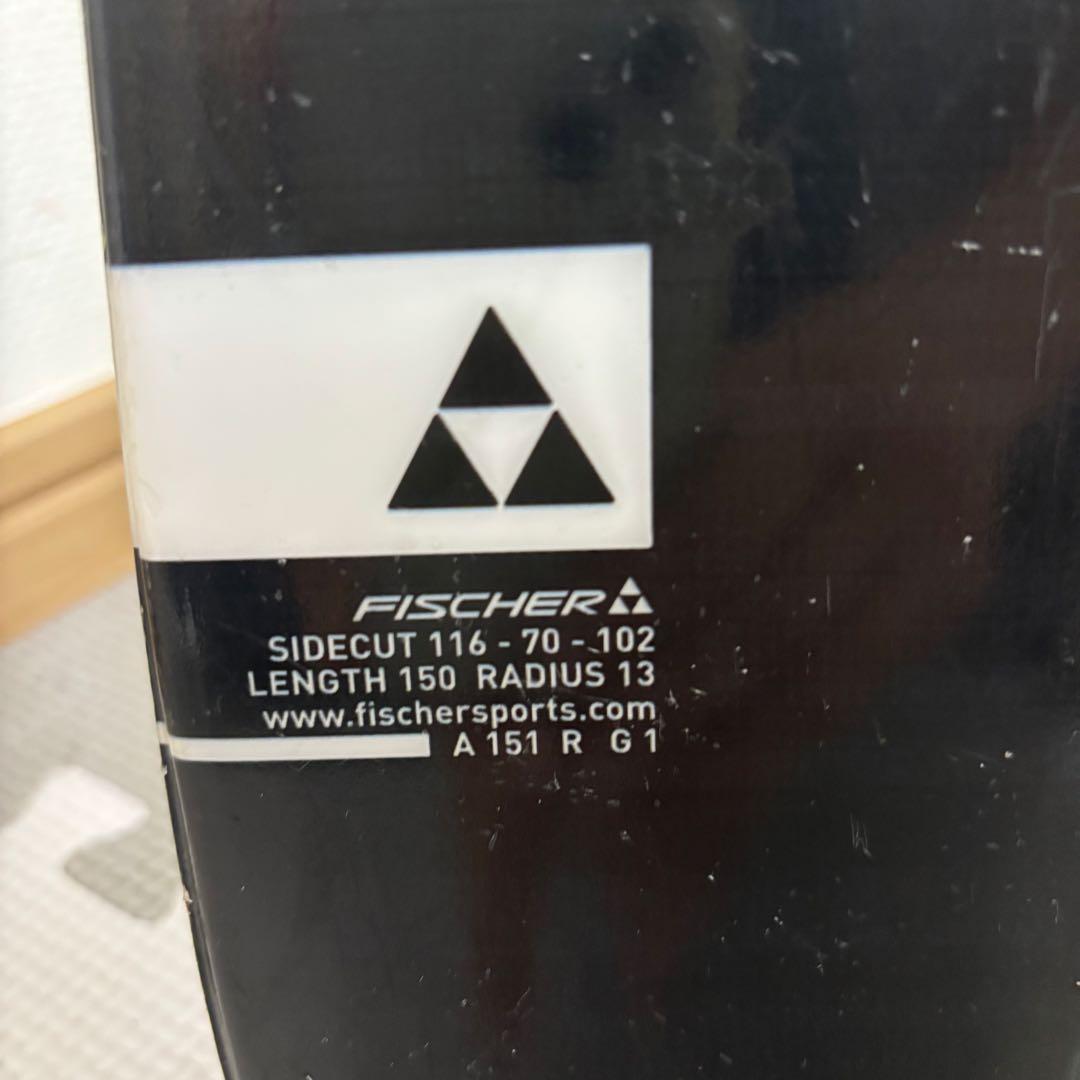 FISCHER
SIDECUT 116 - 70 - 102
LENGTH 150 RADIUS 13
www.fischersports.com
A 151 R G 1